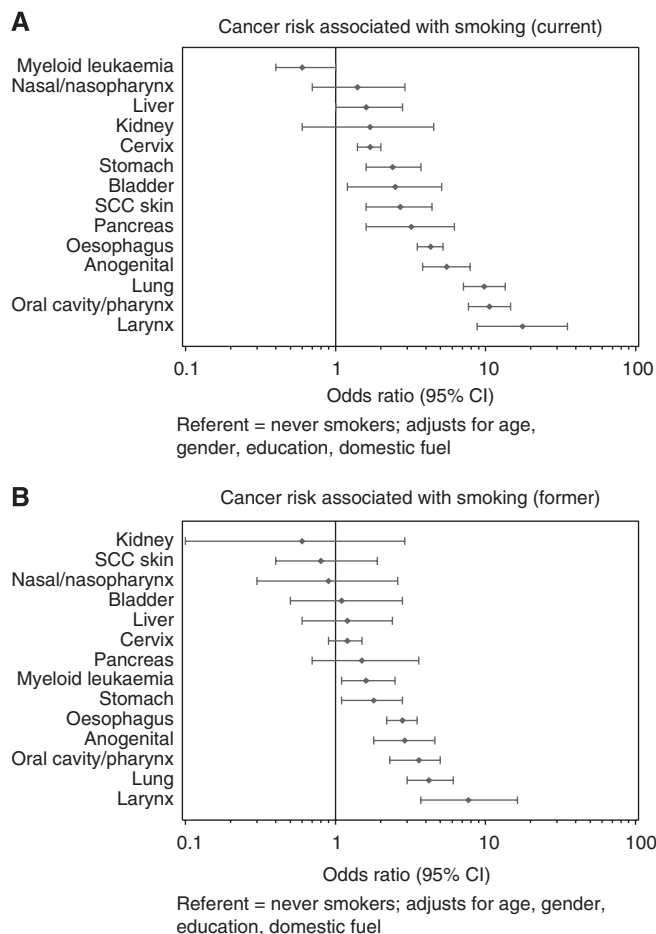 A
Cancer risk associated with smoking (current)
Myeloid leukaemia
Nasal/nasopharynx
Liver
Kidney
Cervix
Stomach
Bladder
SCC skin
Pancreas
Oesophagus
Anogenital
Lung
Oral cavity/pharynx
Larynx
0.1 1 10 100
Odds ratio (95% CI)
Referent = never smokers; adjusts for age,
gender, education, domestic fuel
B
Cancer risk associated with smoking (former)
Kidney
SCC skin
Nasal/nasopharynx
Bladder
Liver
Cervix
Pancreas
Myeloid leukaemia
Stomach
Oesophagus
Anogenital
Oral cavity/pharynx
Lung
Larynx
0.1 1 10 100
Odds ratio (95% CI)
Referent = never smokers; adjusts for age, gender,
education, domestic fuel